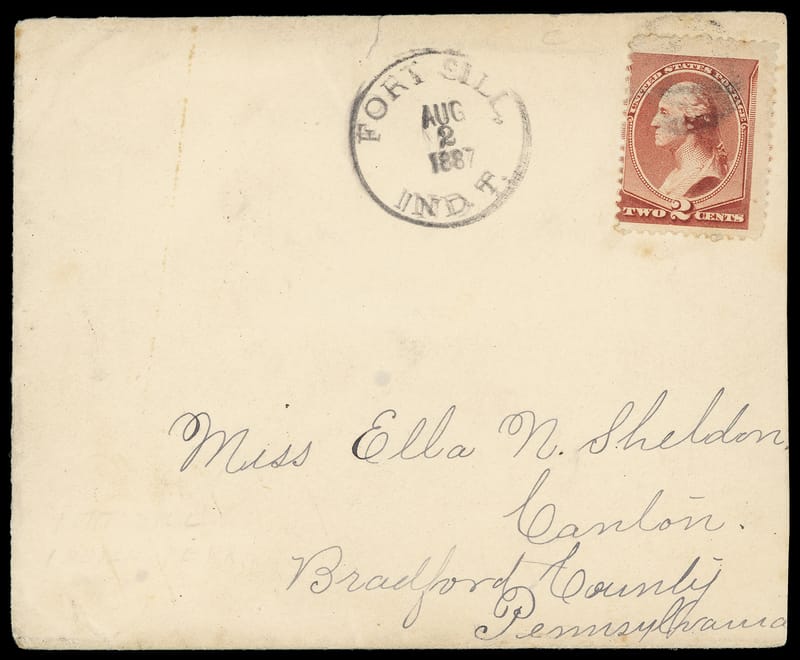 FORT SILL,
AUG
2
1887
IND. T.
UNITED STATES POSTAGE
TWO 2 CENTS
Miss Ella N. Sheldon,
Canton.
Bradford County
Pennsylvania